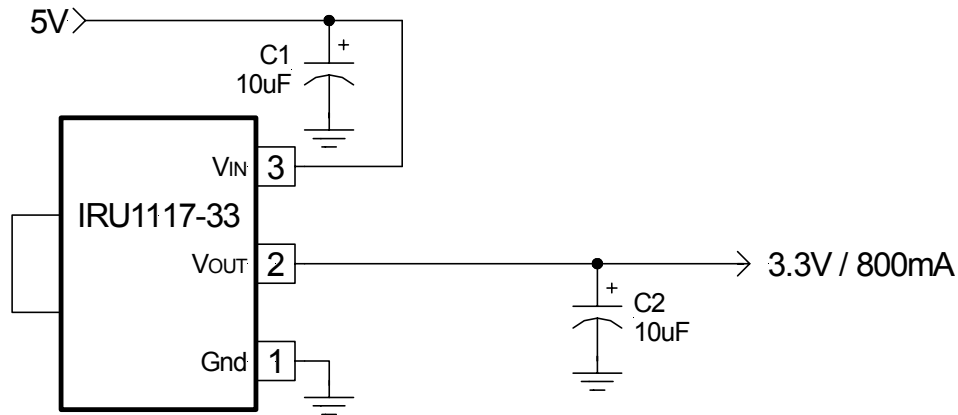 5V
C1
10uF
VIN 3
IRU1117-33
VOUT 2
3.3V / 800mA
C2
10uF
Gnd 1